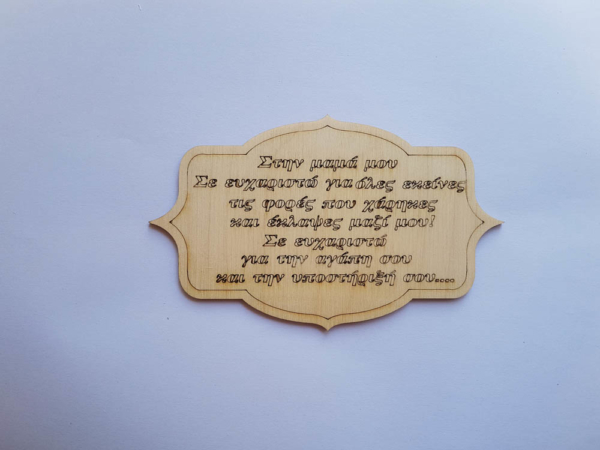 Στην μαμά μου
Σε ευχαριστώ για όλες εκείνες
τις φορές που χάρηκες
και έκλαψες μαζί μου!
Σε ευχαριστώ
για την αγάπη σου
και την υποστήριξή σου....